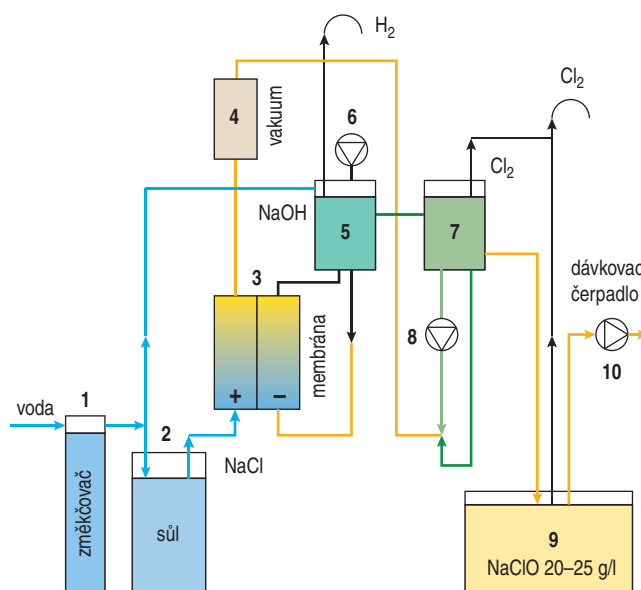 H2
Cl2
4
vakuum
6
Cl2
NaOH
5
7
3
dávkovac
čerpadlo
8
10
membrána
+
−
voda
1
2
NaCl
změkčovač
sůl
9
NaClO 20–25 g/l